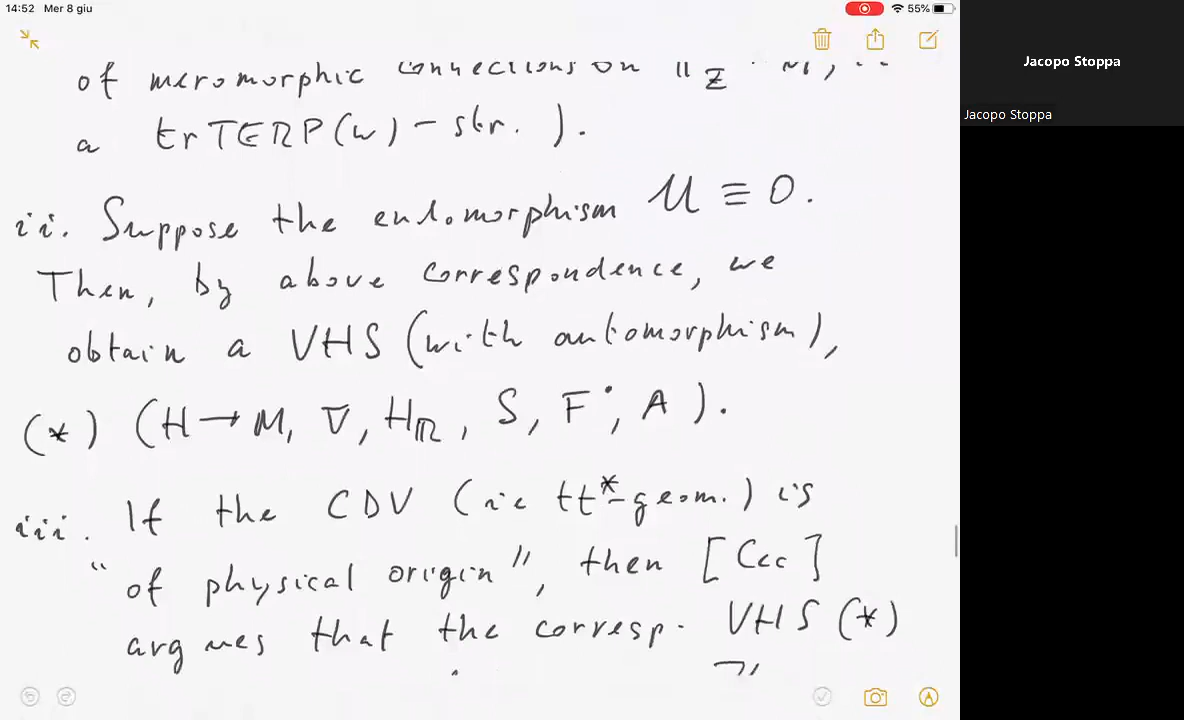 14:52 Mer 8 giu
55%
of meromorphic connections on
a trTERP(w) - str. ).
ii. Suppose the endomorphism U ≡ 0.
Then, by above correspondence, we
obtain a VHS (with automorphism),
(*) (H → M, ∇, H_ℝ, S, F^•, A).
iii. If the CDV (ie tt*-geom.) is
"of physical origin", then [Cec]
argues that the corresp. VHS (*)
Jacopo Stoppa
Jacopo Stoppa